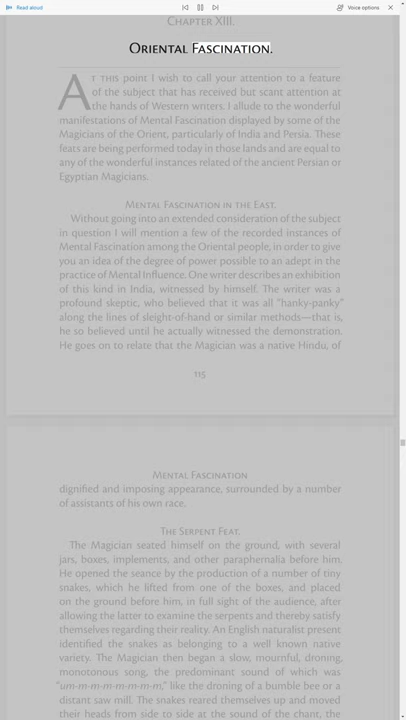 Read aloud
Voice options
CHAPTER XIII.
ORIENTAL FASCINATION.
AT THIS point I wish to call your attention to a feature
of the subject that has received but scant attention at
the hands of Western writers. I allude to the wonderful
manifestations of Mental Fascination displayed by some of the
Magicians of the Orient, particularly of India and Persia. These
feats are being performed today in those lands and are equal to
any of the wonderful instances related of the ancient Persian or
Egyptian Magicians.
MENTAL FASCINATION IN THE EAST.
Without going into an extended consideration of the subject
in question I will mention a few of the recorded instances of
Mental Fascination among the Oriental people, in order to give
you an idea of the degree of power possible to an adept in the
practice of Mental Influence. One writer describes an exhibition
of this kind in India, witnessed by himself. The writer was a
profound skeptic, who believed that it was all “hanky-panky”
along the lines of sleight-of-hand or similar methods—that is,
he so believed until he actually witnessed the demonstration.
He goes on to relate that the Magician was a native Hindu, of
115
MENTAL FASCINATION
dignified and imposing appearance, surrounded by a number
of assistants of his own race.
THE SERPENT FEAT.
The Magician seated himself on the ground, with several
jars, boxes, implements, and other paraphernalia before him.
He opened the seance by the production of a number of tiny
snakes, which he lifted from one of the boxes, and placed
on the ground before him, in full sight of the audience, after
allowing the latter to examine the serpents and thereby satisfy
themselves regarding their reality. An English naturalist present
identified the snakes as belonging to a well known native
variety. The Magician then began a slow, mournful, droning,
monotonous song, the predominant sound of which was
“um-m-m-m-m-m-m-m,” like the droning of a bumble bee or a
distant saw mill. The snakes reared themselves up and moved
their heads from side to side at the sound of the chant, the